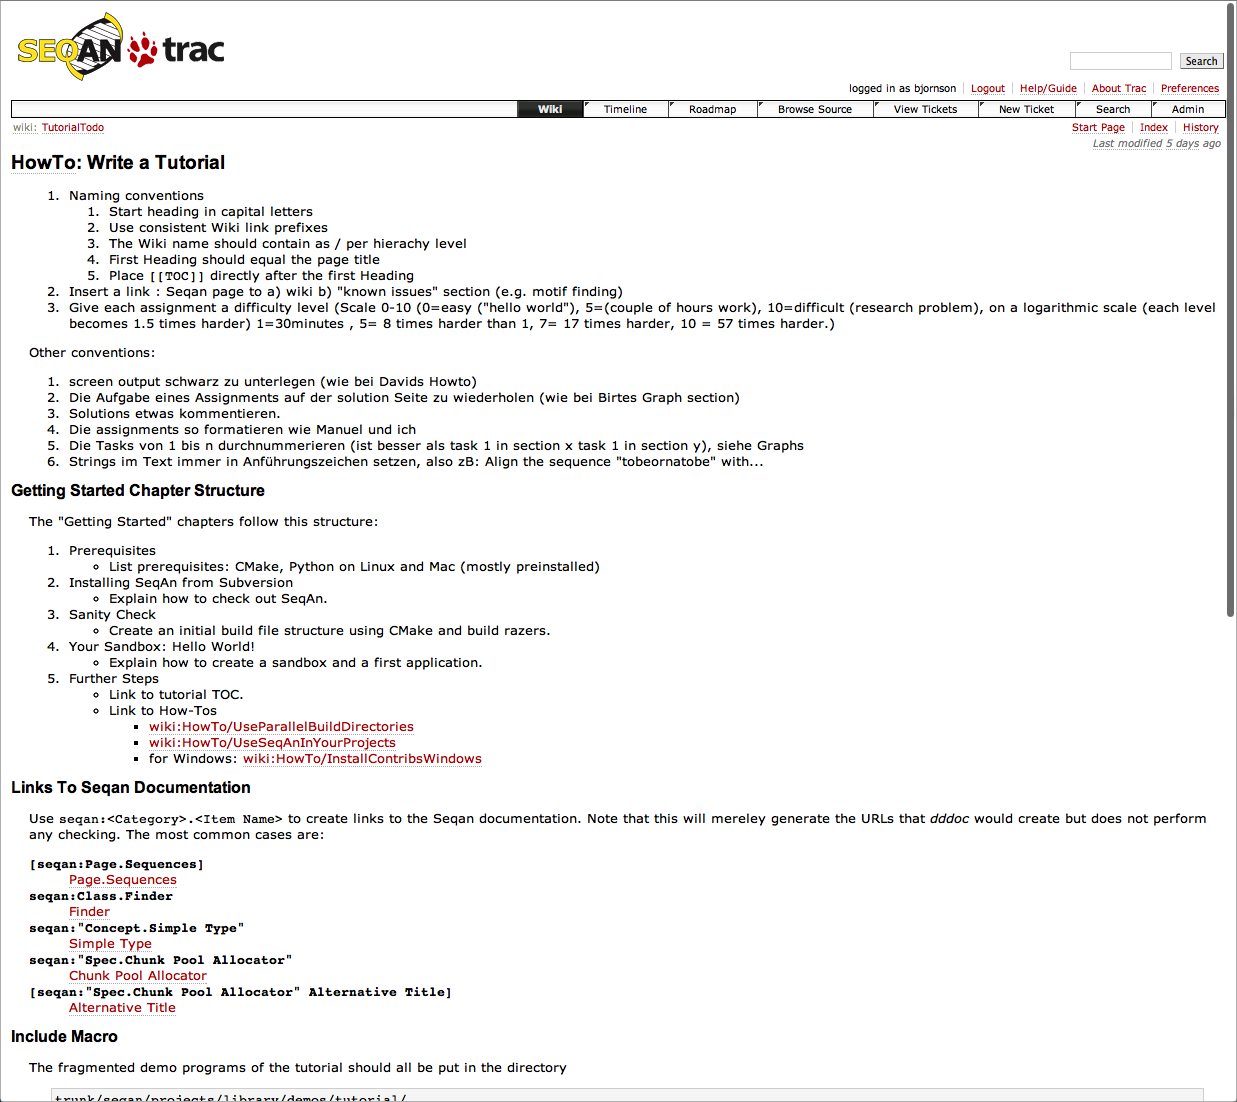 SEQAN trac
Search
logged in as bjornson Logout Help/Guide About Trac Preferences
Wiki Timeline Roadmap Browse Source View Tickets New Ticket Search Admin
wiki: TutorialTodo Start Page Index History
Last modified 5 days ago
HowTo: Write a Tutorial
1. Naming conventions
1. Start heading in capital letters
2. Use consistent Wiki link prefixes
3. The Wiki name should contain as / per hierachy level
4. First Heading should equal the page title
5. Place [[TOC]] directly after the first Heading
2. Insert a link : Seqan page to a) wiki b) "known issues" section (e.g. motif finding)
3. Give each assignment a difficulty level (Scale 0-10 (0=easy ("hello world"), 5=(couple of hours work), 10=difficult (research problem), on a logarithmic scale (each level
becomes 1.5 times harder) 1=30minutes , 5= 8 times harder than 1, 7= 17 times harder, 10 = 57 times harder.)
Other conventions:
1. screen output schwarz zu unterlegen (wie bei Davids Howto)
2. Die Aufgabe eines Assignments auf der solution Seite zu wiederholen (wie bei Birtes Graph section)
3. Solutions etwas kommentieren.
4. Die assignments so formatieren wie Manuel und ich
5. Die Tasks von 1 bis n durchnummerieren (ist besser als task 1 in section x task 1 in section y), siehe Graphs
6. Strings im Text immer in Anführungszeichen setzen, also zB: Align the sequence "tobeornatobe" with...
Getting Started Chapter Structure
The "Getting Started" chapters follow this structure:
1. Prerequisites
List prerequisites: CMake, Python on Linux and Mac (mostly preinstalled)
2. Installing SeqAn from Subversion
Explain how to check out SeqAn.
3. Sanity Check
Create an initial build file structure using CMake and build razers.
4. Your Sandbox: Hello World!
Explain how to create a sandbox and a first application.
5. Further Steps
Link to tutorial TOC.
Link to How-Tos
wiki:HowTo/UseParallelBuildDirectories
wiki:HowTo/UseSeqAnInYourProjects
for Windows: wiki:HowTo/InstallContribsWindows
Links To Seqan Documentation
Use seqan:<Category>.<Item Name> to create links to the Seqan documentation. Note that this will mereley generate the URLs that dddoc would create but does not perform
any checking. The most common cases are:
[seqan:Page.Sequences]
Page.Sequences
seqan:Class.Finder
Finder
seqan:"Concept.Simple Type"
Simple Type
seqan:"Spec.Chunk Pool Allocator"
Chunk Pool Allocator
[seqan:"Spec.Chunk Pool Allocator" Alternative Title]
Alternative Title
Include Macro
The fragmented demo programs of the tutorial should all be put in the directory
trunk/seqan/projects/library/demos/tutorial/